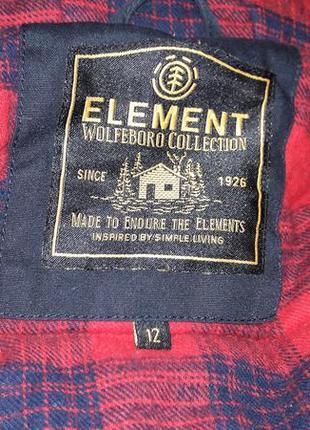 ELEMENT
WOLFEBORO COLLECTION
SINCE 1926
MADE TO ENDURE THE ELEMENTS
INSPIRED BY SIMPLE LIVING
12